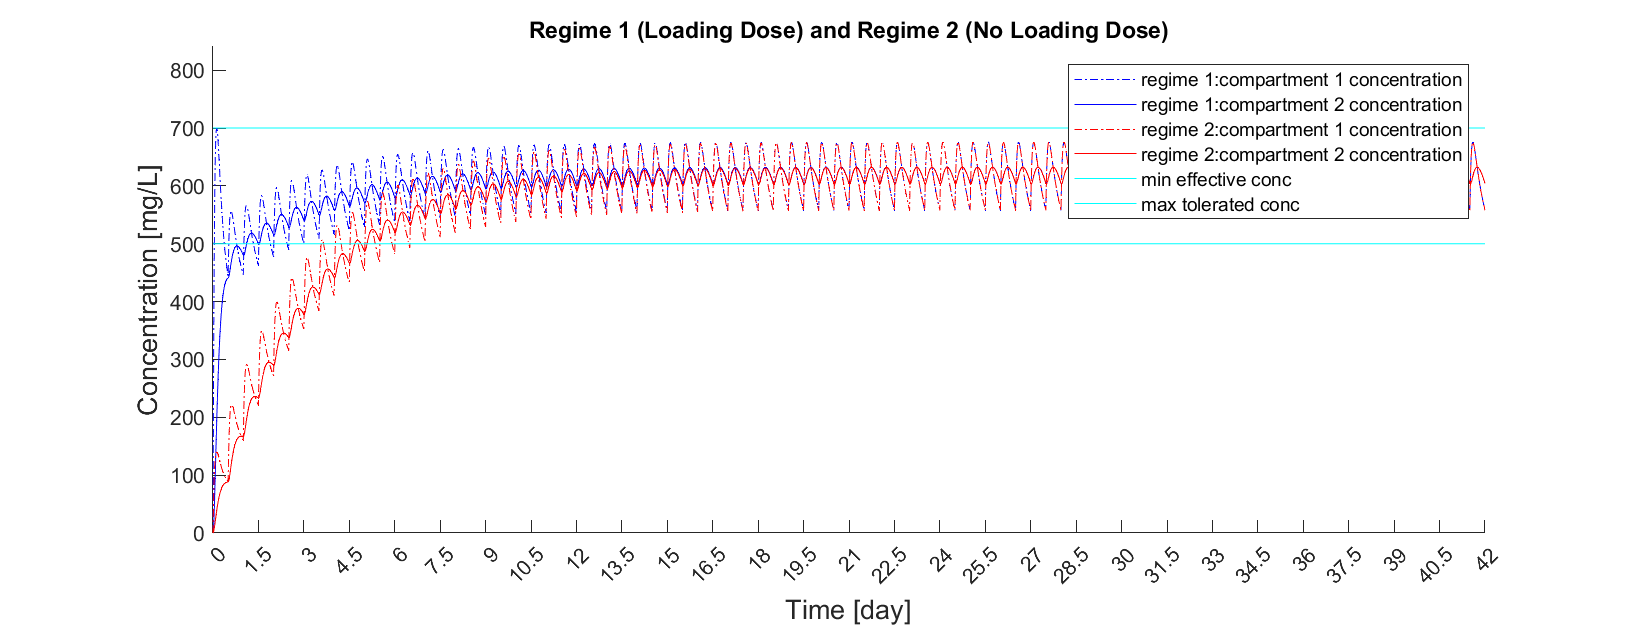 Regime 1 (Loading Dose) and Regime 2 (No Loading Dose)
regime 1:compartment 1 concentration
regime 1:compartment 2 concentration
regime 2:compartment 1 concentration
regime 2:compartment 2 concentration
min effective conc
max tolerated conc
Concentration [mg/L]
800
700
600
500
400
300
200
100
0
0 1.5 3 4.5 6 7.5 9 10.5 12 13.5 15 16.5 18 19.5 21 22.5 24 25.5 27 28.5 30 31.5 33 34.5 36 37.5 39 40.5 42
Time [day]